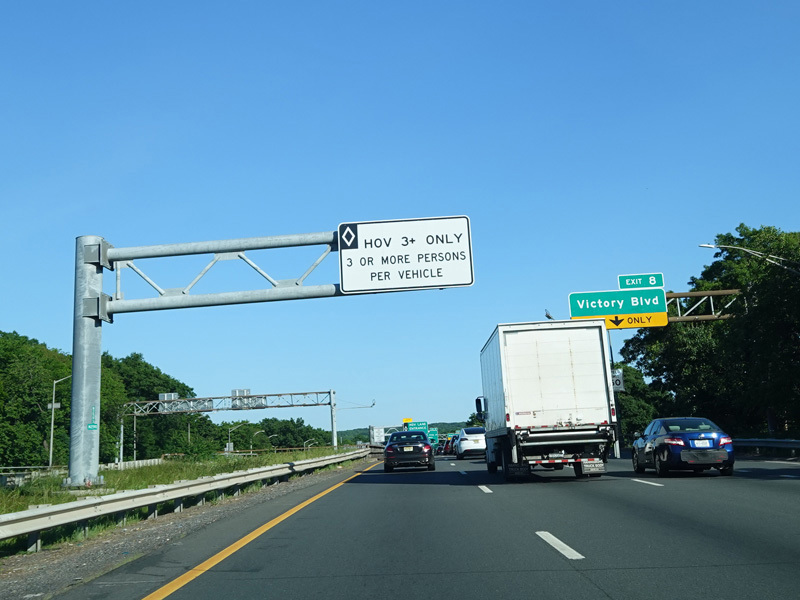 HOV 3+ ONLY
3 OR MORE PERSONS
PER VEHICLE
EXIT 8
Victory Blvd
ONLY